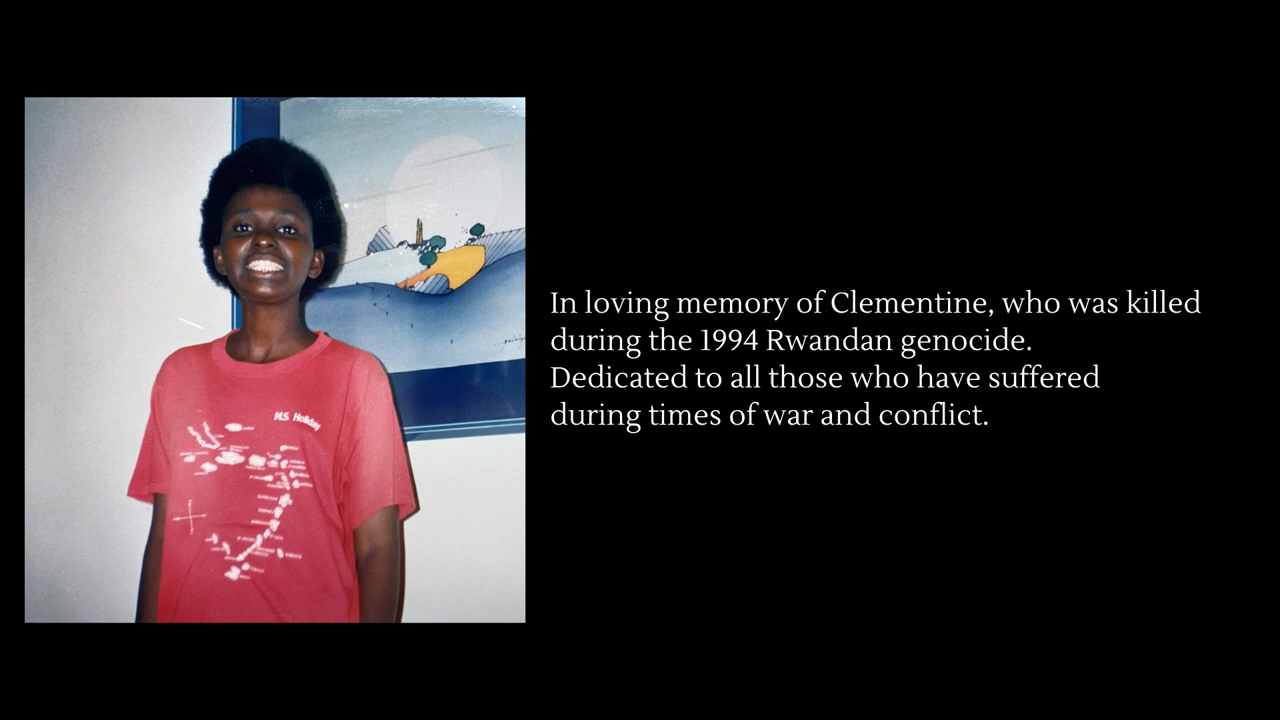 M.S. Holiday
In loving memory of Clementine, who was killed
during the 1994 Rwandan genocide.
Dedicated to all those who have suffered
during times of war and conflict.